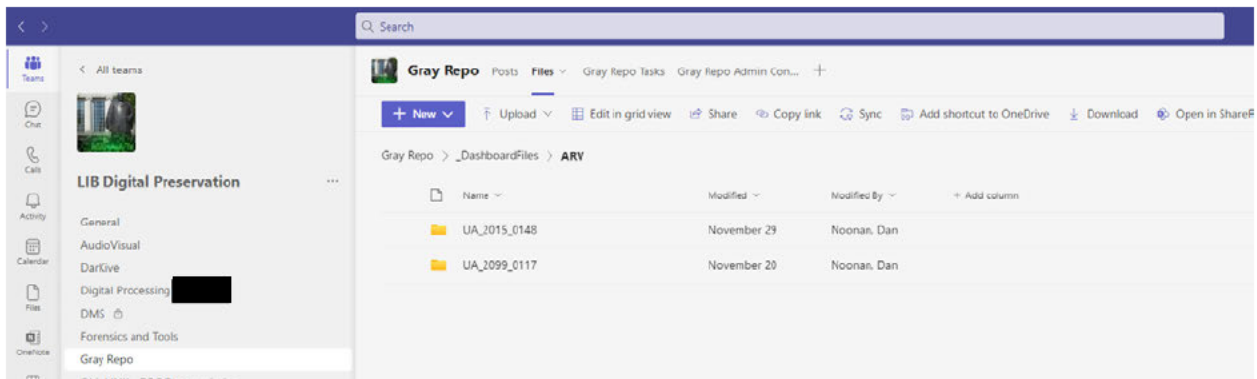 Search
Teams
Chat
Calls
Activity
Calendar
Files
OneNote
All teams
LIB Digital Preservation ...
General
AudioVisual
DarKive
Digital Processing
DMS
Forensics and Tools
Gray Repo
Gray Repo Posts Files Gray Repo Tasks Gray Repo Admin Con... +
+ New Upload Edit in grid view Share Copy link Sync Add shortcut to OneDrive Download Open in ShareP
Gray Repo > _DashboardFiles > ARV
Name Modified Modified By + Add column
UA_2015_0148 November 29 Noonan, Dan
UA_2099_0117 November 20 Noonan, Dan